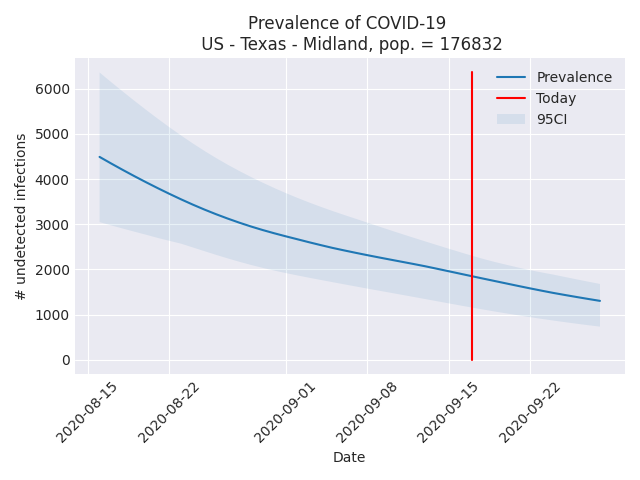 Prevalence of COVID-19
US - Texas - Midland, pop. = 176832
Prevalence
Today
95CI
# undetected infections
6000
5000
4000
3000
2000
1000
0
2020-08-15
2020-08-22
2020-09-01
2020-09-08
2020-09-15
2020-09-22
Date